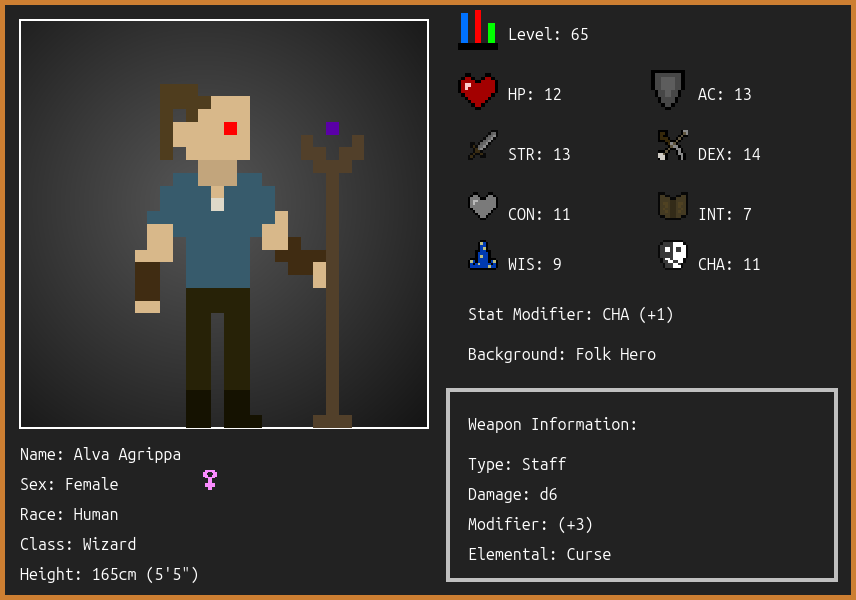 Level: 65
HP: 12
AC: 13
STR: 13
DEX: 14
CON: 11
INT: 7
WIS: 9
CHA: 11
Stat Modifier: CHA (+1)
Background: Folk Hero
Weapon Information:
Type: Staff
Damage: d6
Modifier: (+3)
Elemental: Curse
Name: Alva Agrippa
Sex: Female
Race: Human
Class: Wizard
Height: 165cm (5'5")